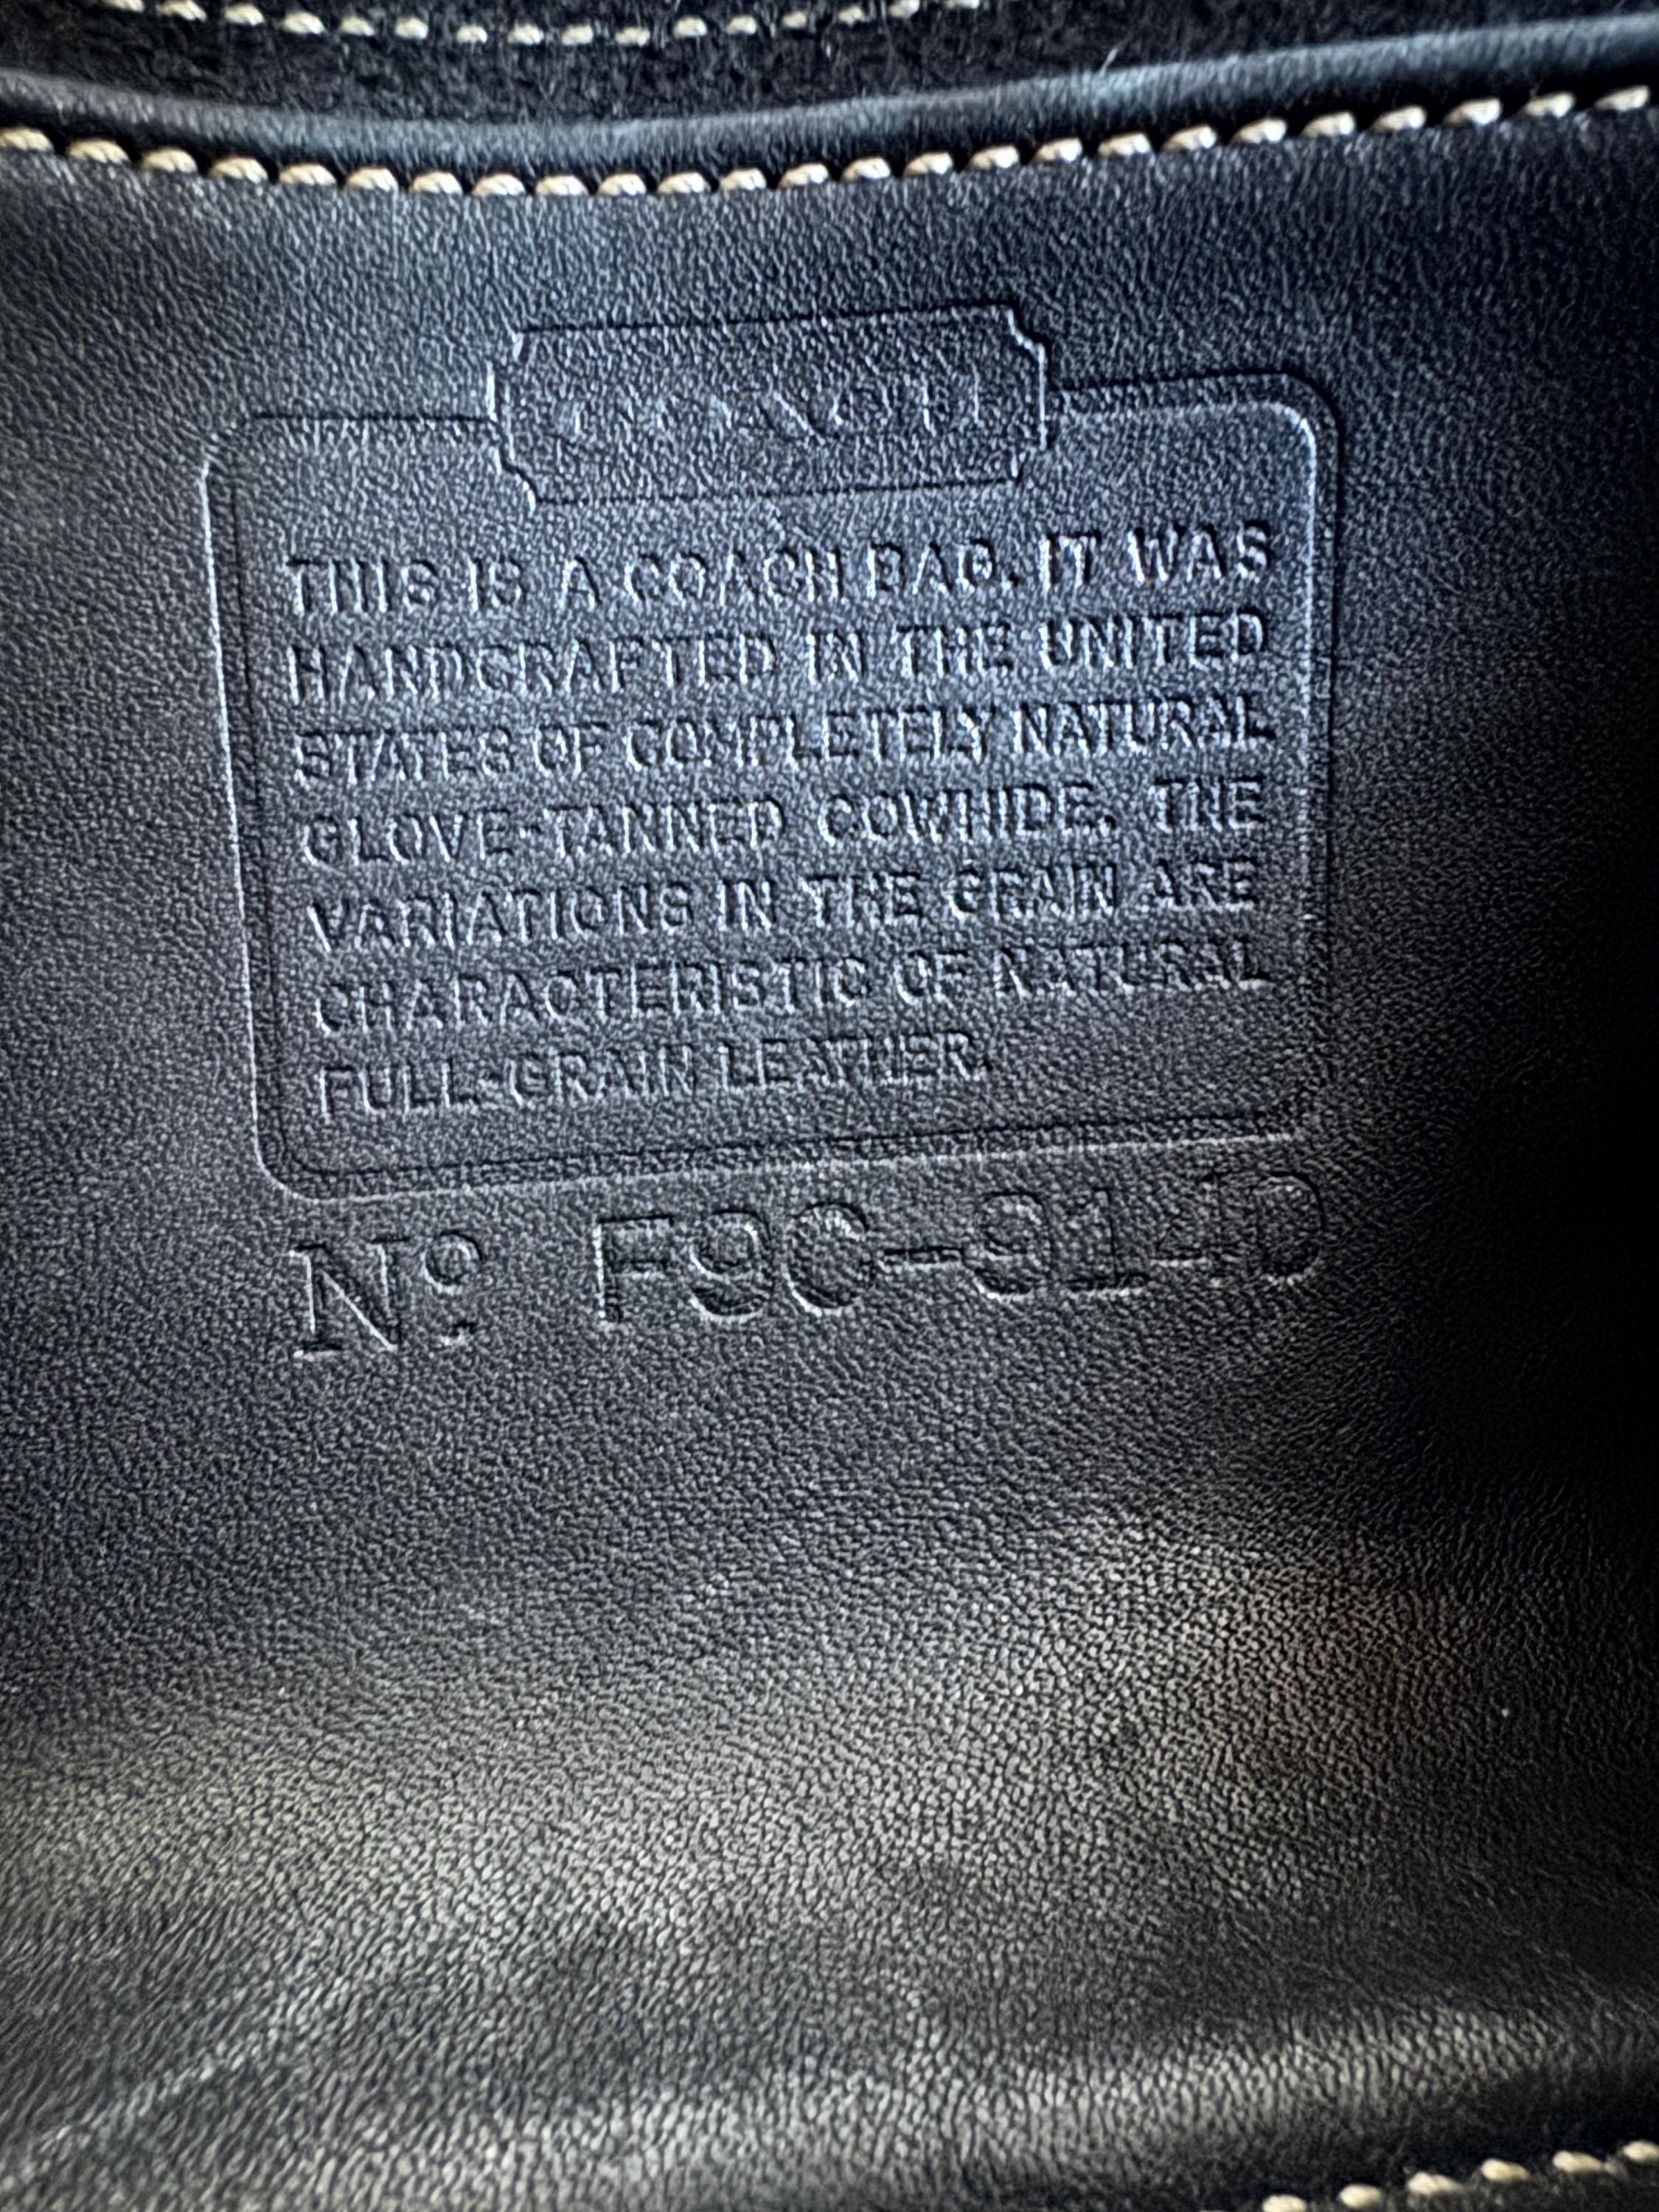 COACH
THIS IS A COACH BAG. IT WAS
HANDCRAFTED IN THE UNITED
STATES OF COMPLETELY NATURAL
GLOVE-TANNED COWHIDE. THE
VARIATIONS IN THE GRAIN ARE
CHARACTERISTIC OF NATURAL
FULL-GRAIN LEATHER.
Nº